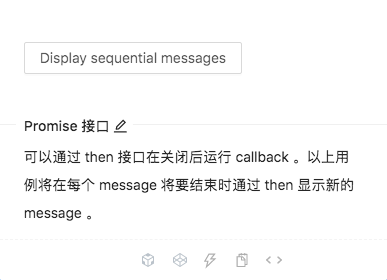 Display sequential messages
Promise 接口
可以通过 then 接口在关闭后运行 callback 。以上用
例将在每个 message 将要结束时通过 then 显示新的
message 。